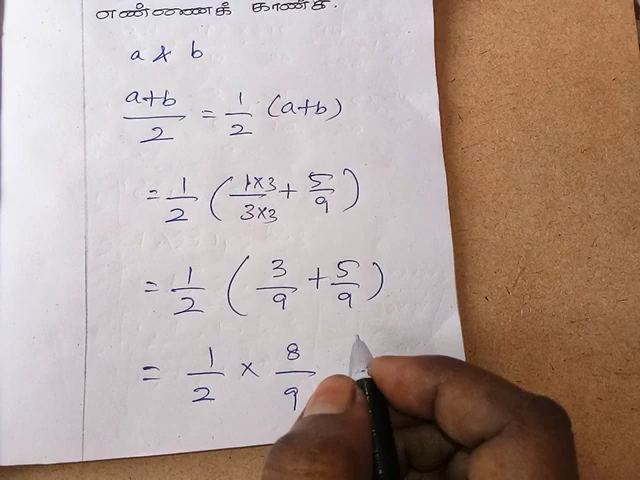 எண்ணைக் காண்க.
a & b
a+b/2 = 1/2 (a+b)
= 1/2 (1×3/3×3 + 5/9)
= 1/2 (3/9 + 5/9)
= 1/2 × 8/9